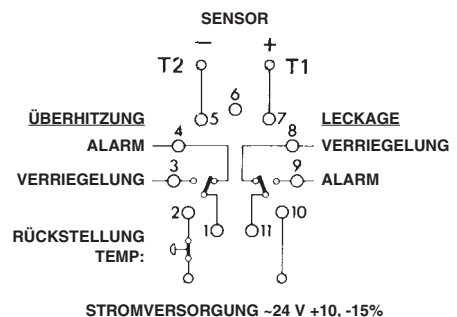 SENSOR
− +
T2 T1
6
5 7
ÜBERHITZUNG LECKAGE
4 8
ALARM VERRIEGELUNG
3 9
VERRIEGELUNG ALARM
2 10
1 11
RÜCKSTELLUNG
TEMP:
STROMVERSORGUNG ~24 V +10, -15%